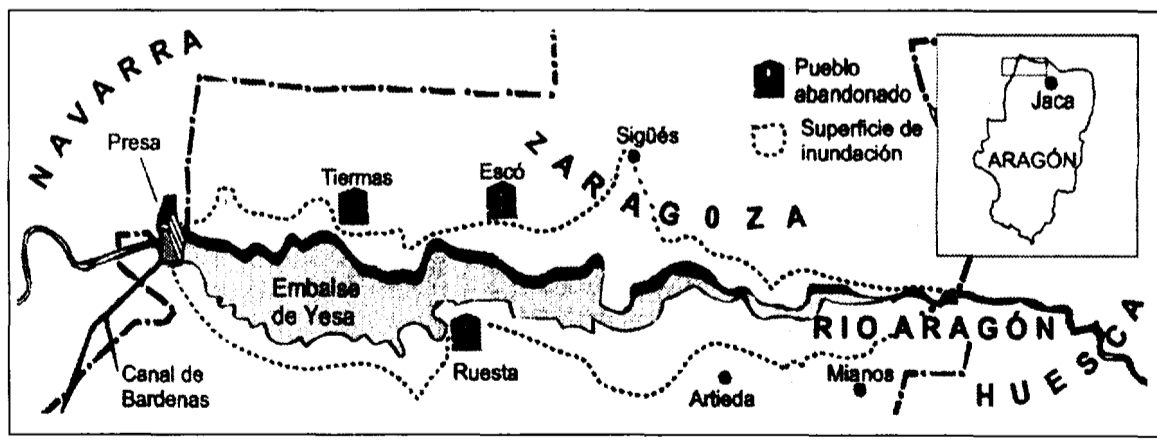 NAVARRA
Presa
Tiermas
Escó
Sigüés
ZARAGOZA
Pueblo
abandonado
Superficie de
inundación
Jaca
ARAGÓN
Embalse
de Yesa
Canal de
Bardenas
Ruesta
Artieda
Mianos
RIO ARAGÓN
HUESCA